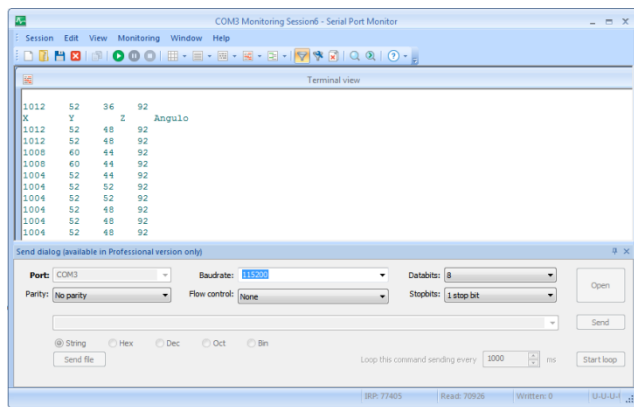 COM3 Monitoring Session6 - Serial Port Monitor
Session Edit View Monitoring Window Help
Terminal view
1012 52 36 92
X Y Z Angulo
1012 52 48 92
1012 52 48 92
1008 60 44 92
1008 60 44 92
1004 52 44 92
1004 52 52 92
1004 52 52 92
1004 52 48 92
1004 52 48 92
1004 52 48 92
Send dialog (available in Professional version only)
Port: COM3 Baudrate: 115200 Databits: 8 Open
Parity: No parity Flow control: None Stopbits: 1 stop bit
Send
String Hex Dec Oct Bin
Send file Loop this command sending every 1000 ms Start loop
IRP: 77405 Read: 70926 Written: 0 U-U-U-